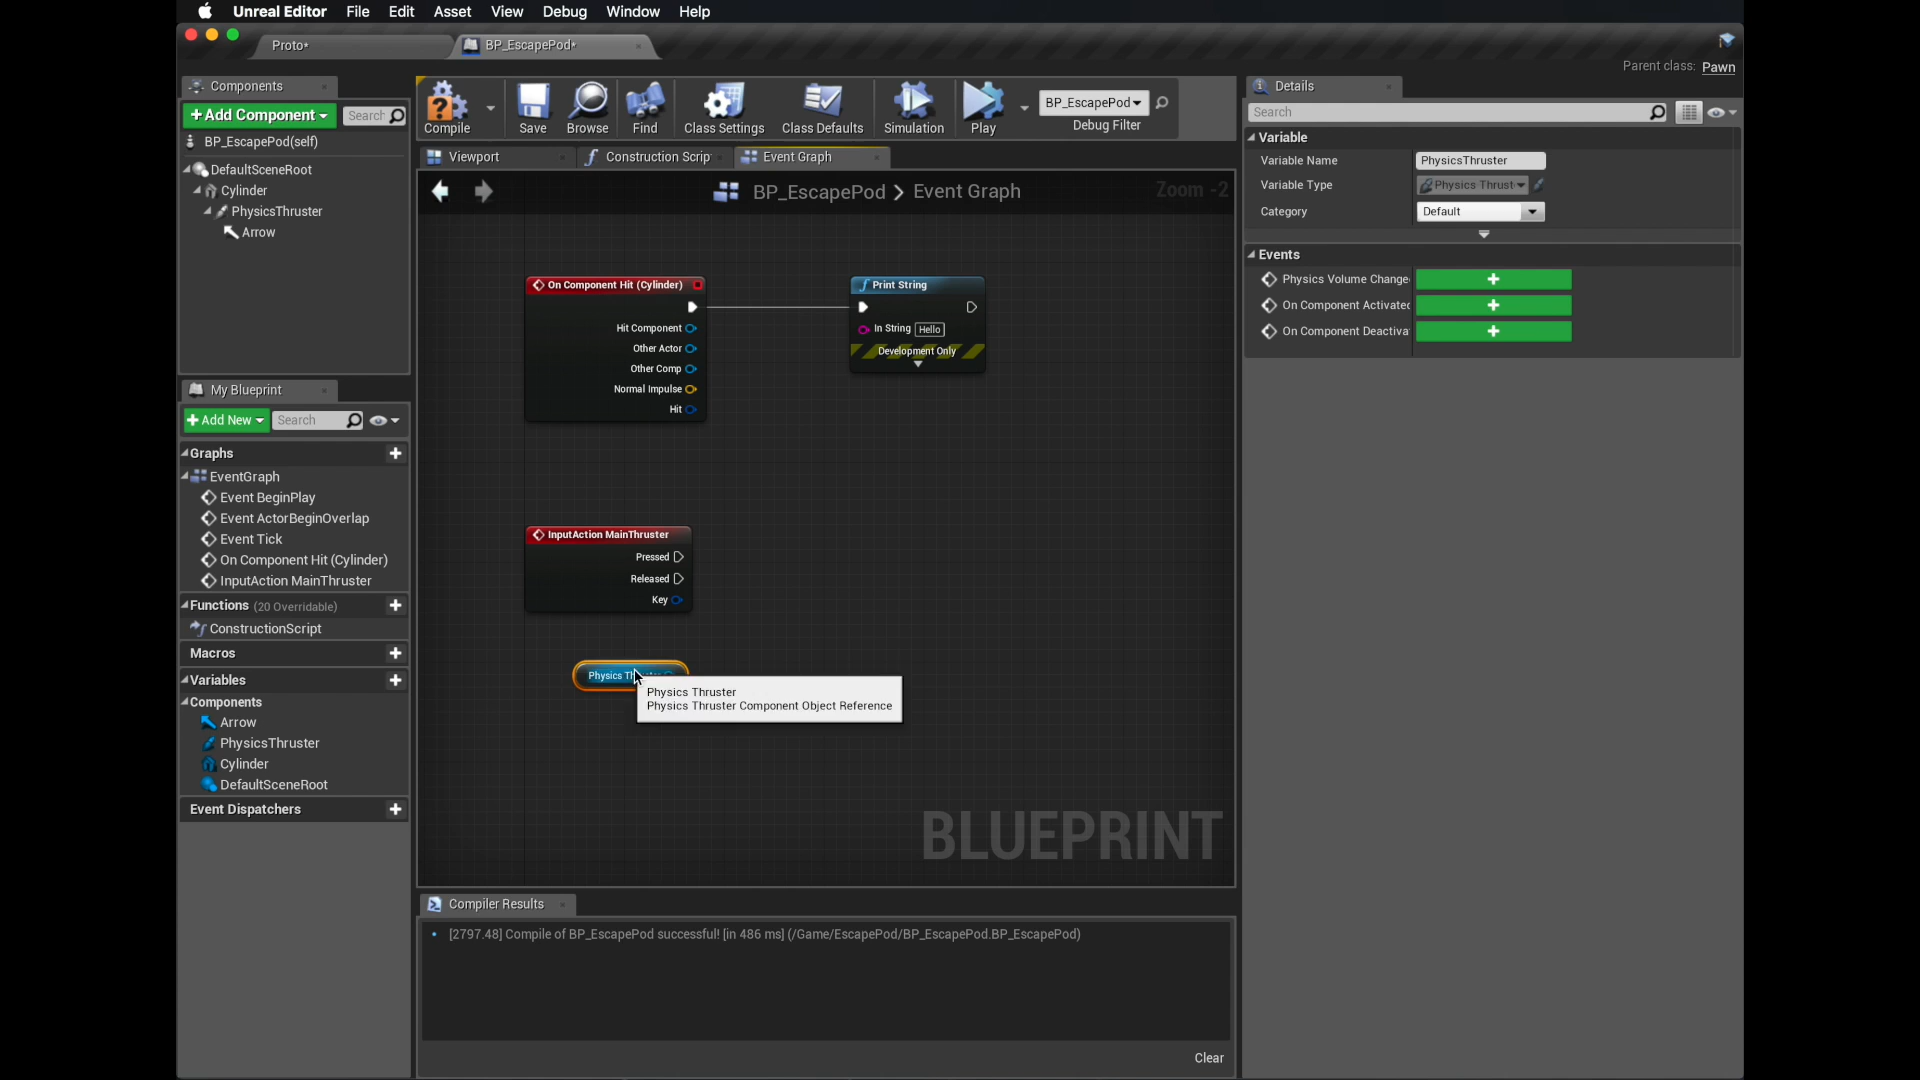 Unreal Editor File Edit Asset View Debug Window Help
Proto*
BP_EscapePod*
Parent class: Pawn
Components
+Add Component
Search
BP_EscapePod(self)
DefaultSceneRoot
Cylinder
PhysicsThruster
Arrow
My Blueprint
+Add New
Search
Graphs
EventGraph
Event BeginPlay
Event ActorBeginOverlap
Event Tick
On Component Hit (Cylinder)
InputAction MainThruster
Functions (20 Overridable)
ConstructionScript
Macros
Variables
Components
Arrow
PhysicsThruster
Cylinder
DefaultSceneRoot
Event Dispatchers
Compile
Save
Browse
Find
Class Settings
Class Defaults
Simulation
Play
BP_EscapePod
Debug Filter
Viewport
Construction Scrip
Event Graph
BP_EscapePod > Event Graph
Zoom -2
On Component Hit (Cylinder)
Hit Component
Other Actor
Other Comp
Normal Impulse
Hit
Print String
In String Hello
Development Only
InputAction MainThruster
Pressed
Released
Key
Physics
Physics Thruster
Physics Thruster Component Object Reference
BLUEPRINT
Compiler Results
[2797.48] Compile of BP_EscapePod successful! [in 486 ms] (/Game/EscapePod/BP_EscapePod.BP_EscapePod)
Clear
Details
Search
Variable
Variable Name PhysicsThruster
Variable Type Physics Thrust
Category Default
Events
Physics Volume Change
On Component Activated
On Component Deactiva